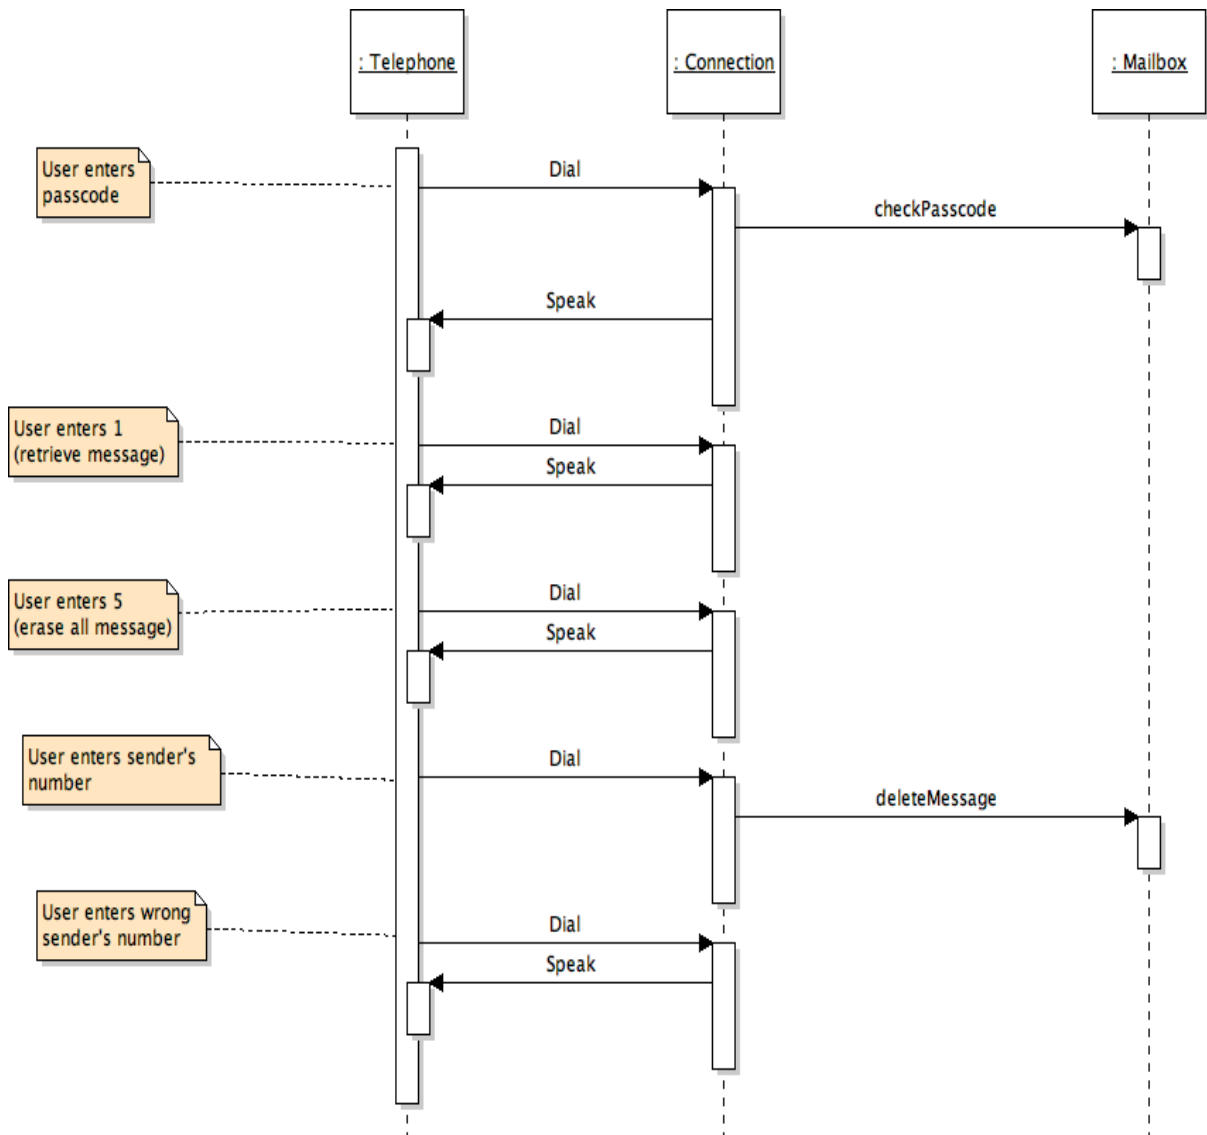 : Telephone
: Connection
: Mailbox
User enters
passcode
Dial
checkPasscode
Speak
User enters 1
(retrieve message)
Dial
Speak
User enters 5
(erase all message)
Dial
Speak
User enters sender's
number
Dial
deleteMessage
User enters wrong
sender's number
Dial
Speak